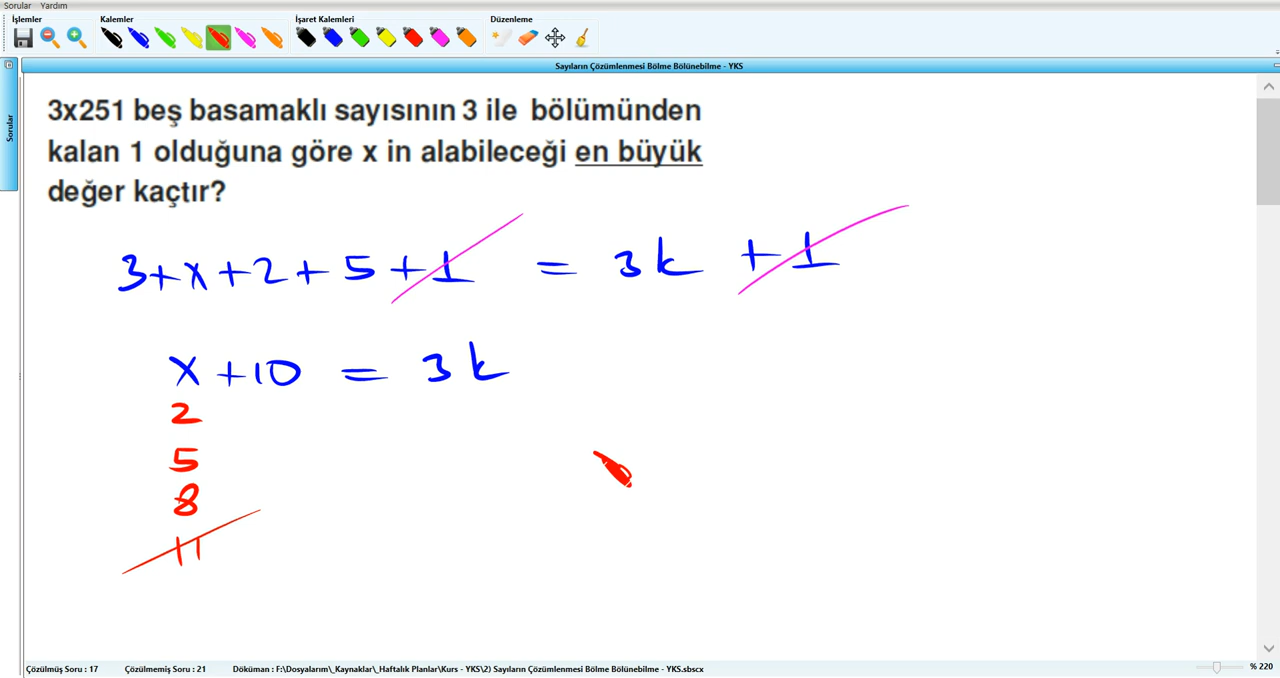 Sorular Yardım
İşlemler Kalemler İşaret Kalemleri Düzenleme
Sayıların Çözümlenmesi Bölme Bölünebilme - YKS
Sorular
3x251 beş basamaklı sayısının 3 ile bölümünden
kalan 1 olduğuna göre x in alabileceği en büyük
değer kaçtır?
3+x+2+5+1 = 3k +1
x+10 = 3k
2
5
8
11
Çözülmüş Soru : 17 Çözülmemiş Soru : 21 Döküman : F:\Dosyalarım\_Kaynaklar\_Haftalık Planlar\Kurs - YKS\2) Sayıların Çözümlenmesi Bölme Bölünebilme - YKS.sbscx % 220